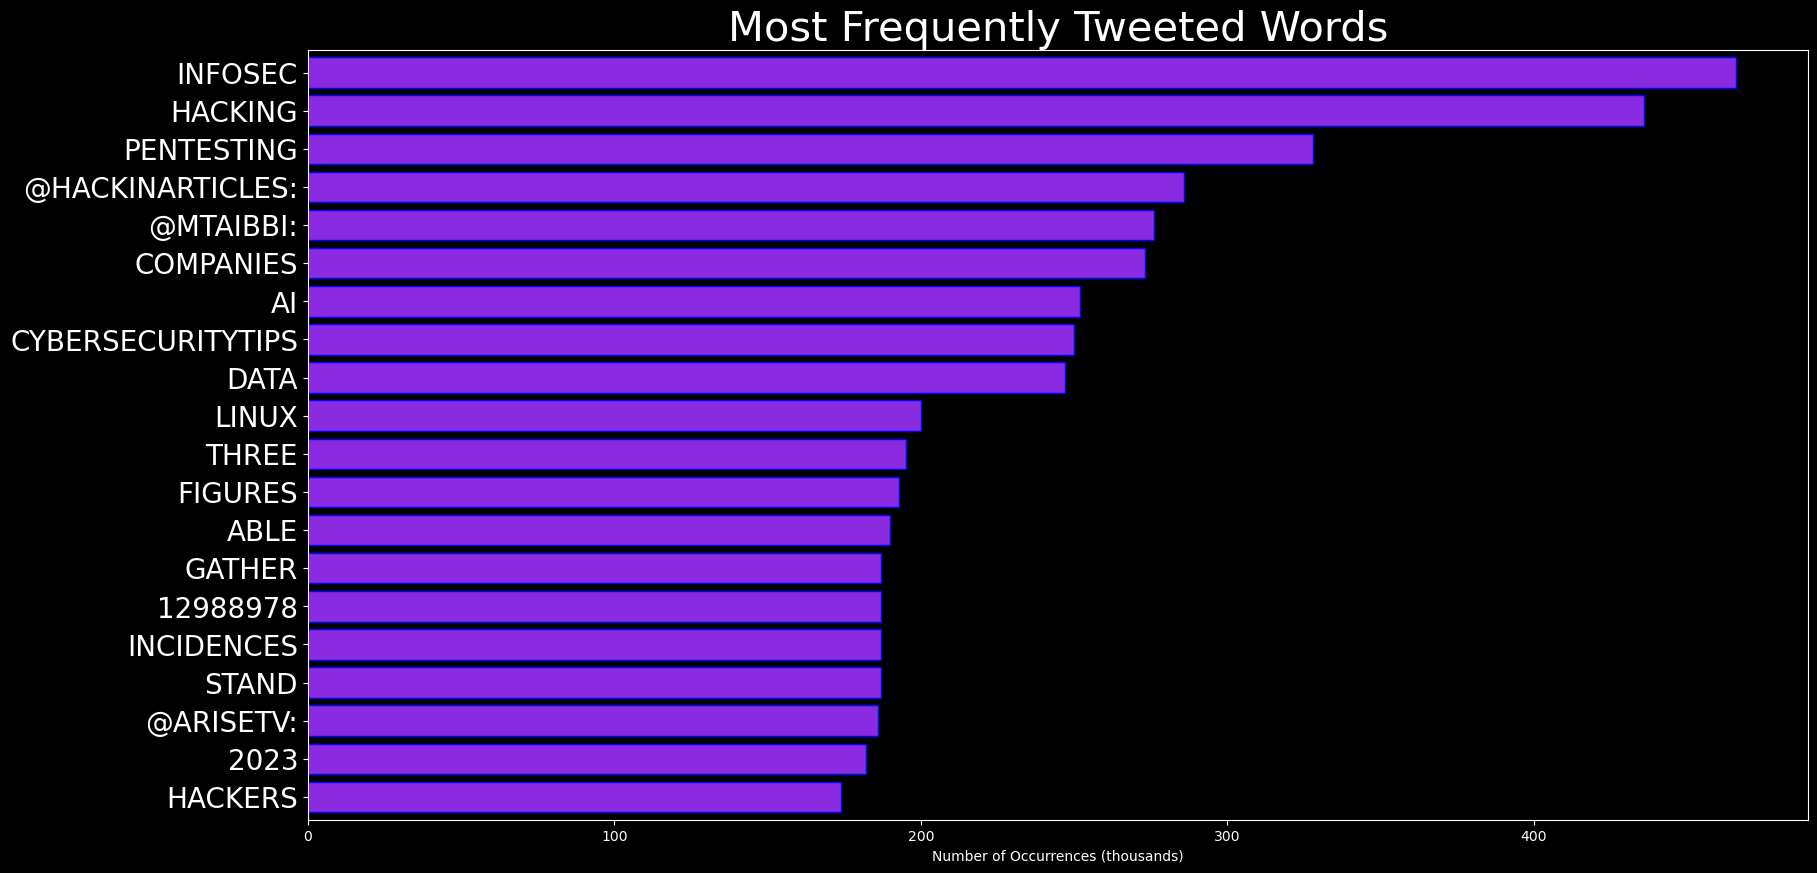 Most Frequently Tweeted Words
INFOSEC
HACKING
PENTESTING
@HACKINARTICLES:
@MTAIBBI:
COMPANIES
AI
CYBERSECURITYTIPS
DATA
LINUX
THREE
FIGURES
ABLE
GATHER
12988978
INCIDENCES
STAND
@ARISETV:
2023
HACKERS
0 100 200 300 400
Number of Occurrences (thousands)